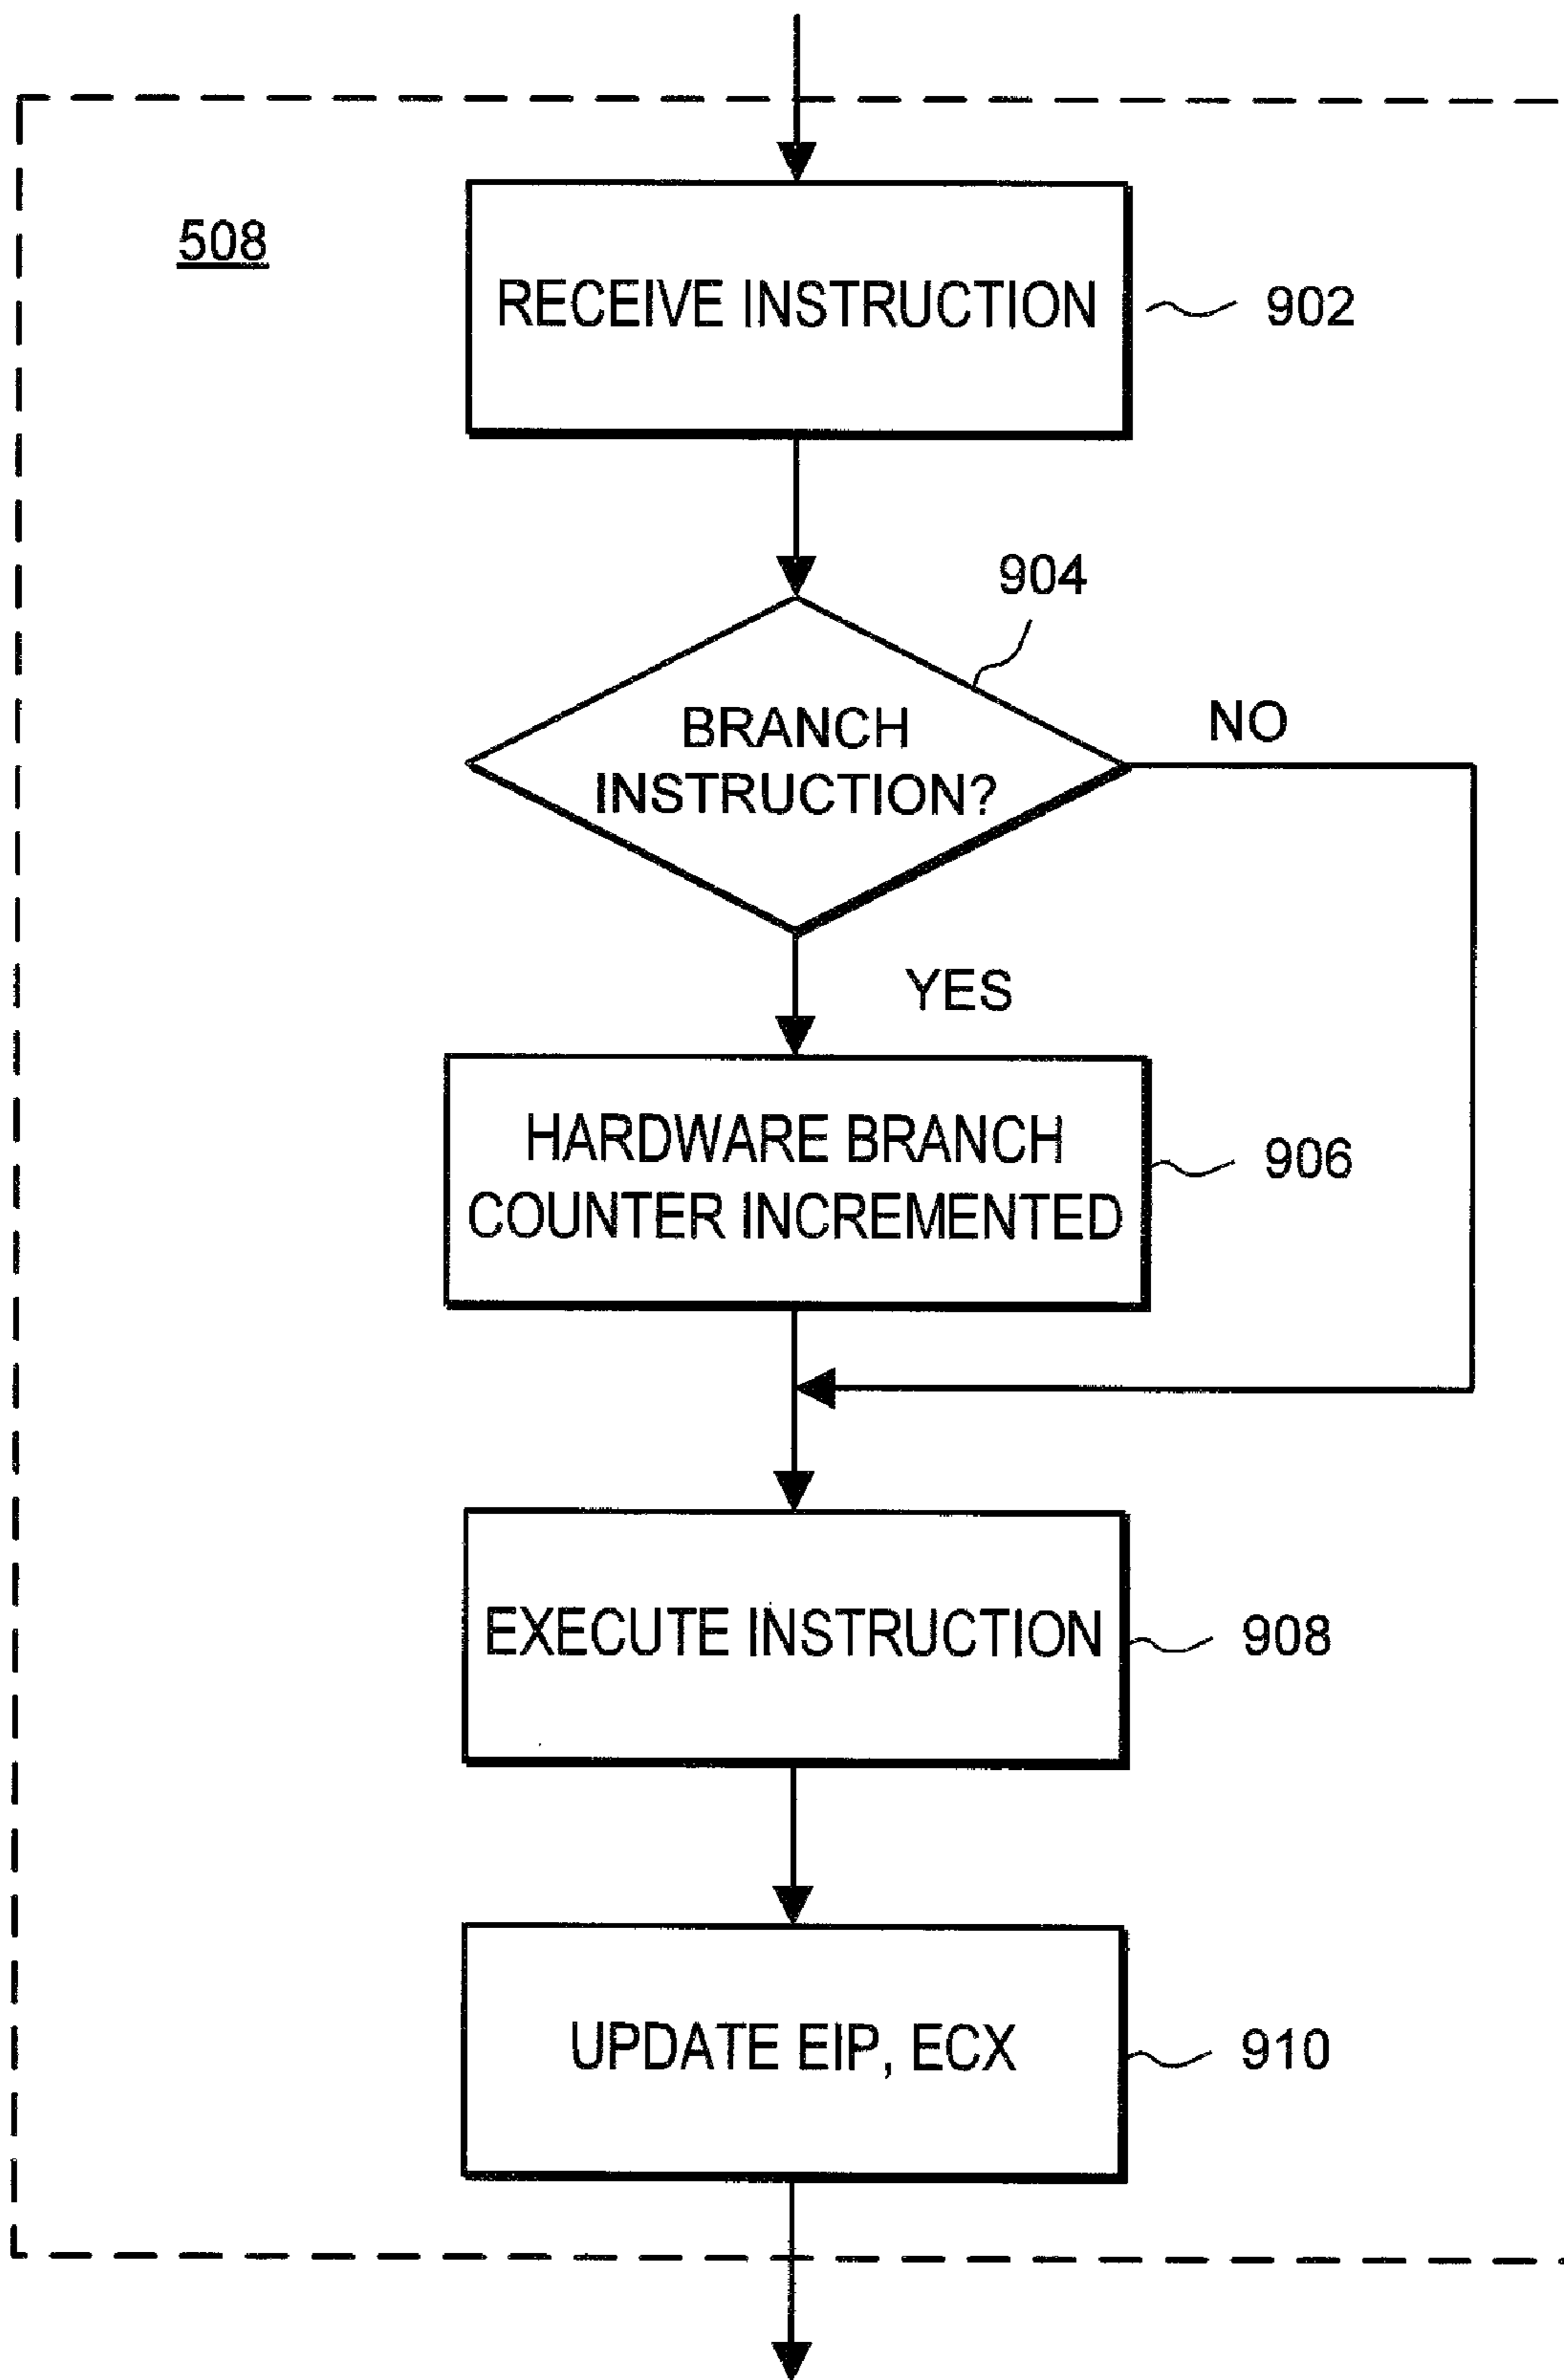 508
RECEIVE INSTRUCTION
902
904
BRANCH
INSTRUCTION?
NO
YES
HARDWARE BRANCH
COUNTER INCREMENTED
906
EXECUTE INSTRUCTION
908
UPDATE EIP, ECX
910